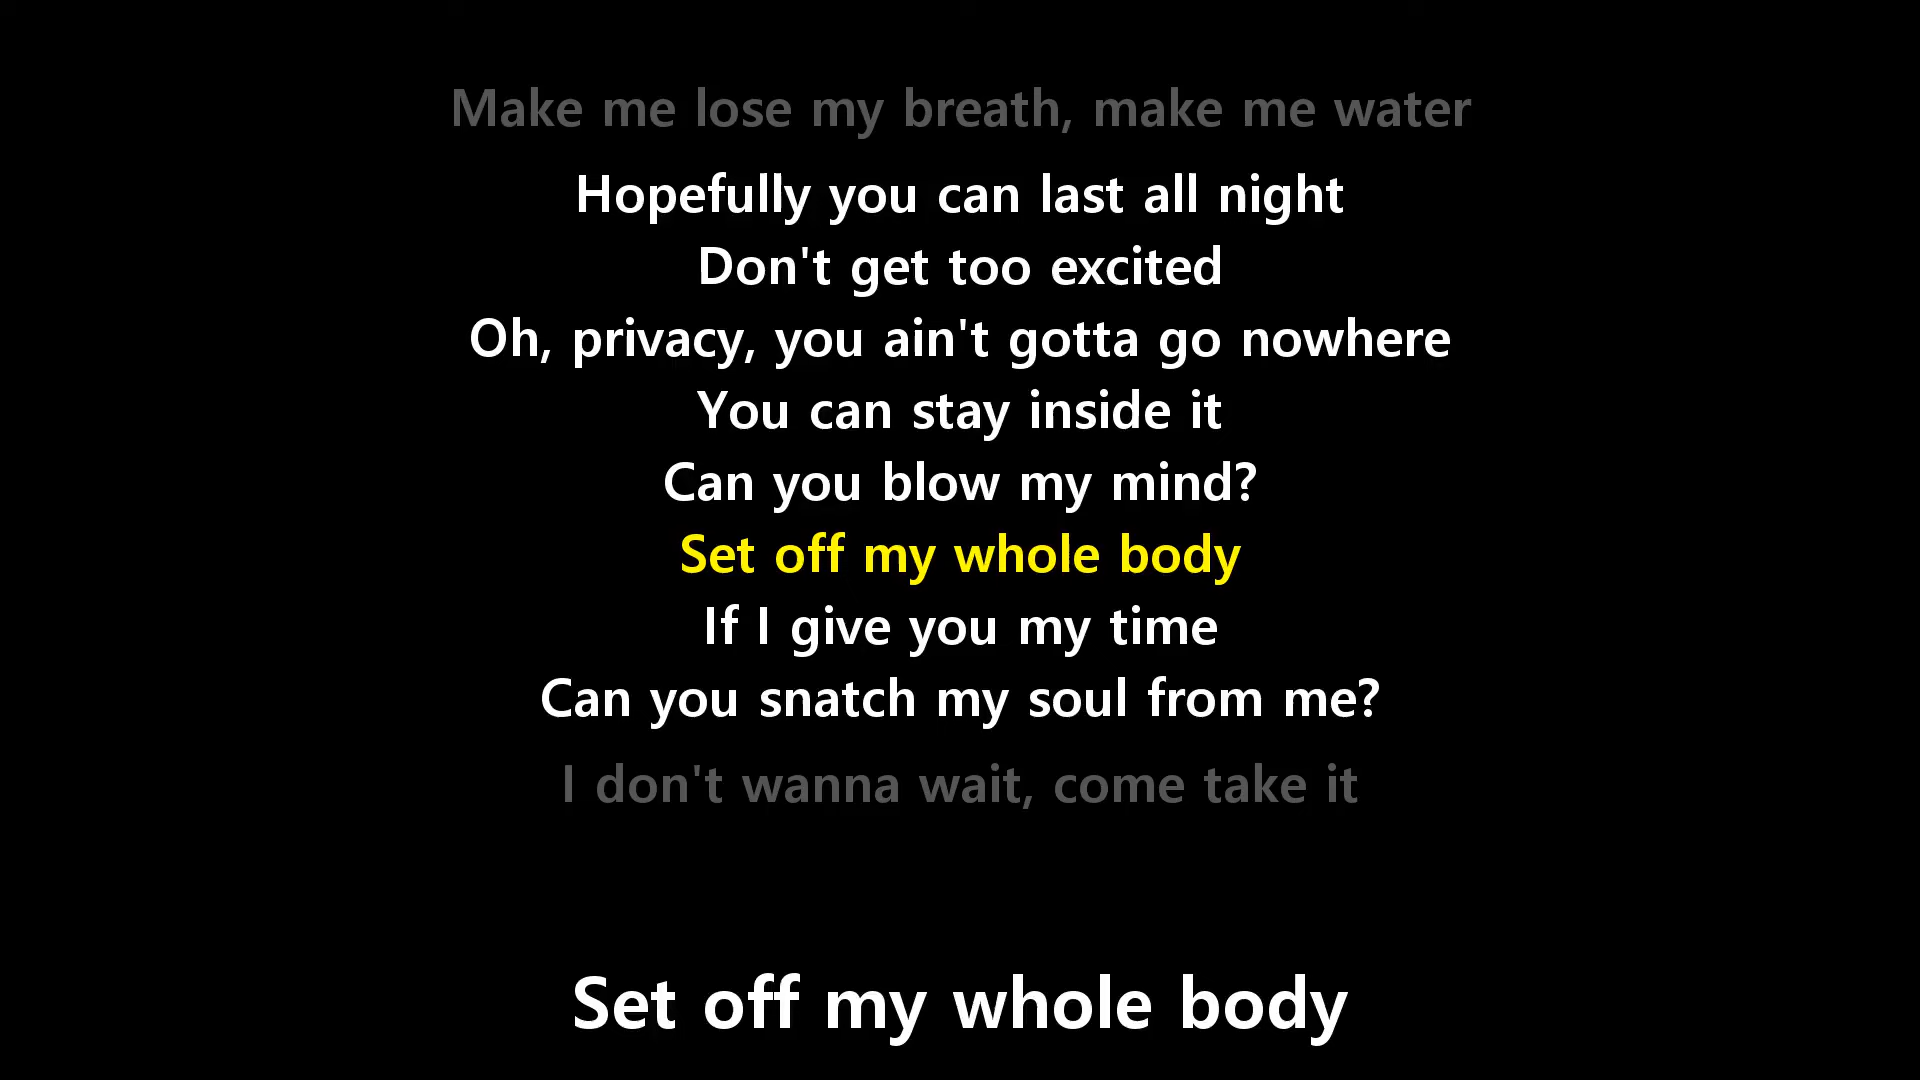 Make me lose my breath, make me water
Hopefully you can last all night
Don't get too excited
Oh, privacy, you ain't gotta go nowhere
You can stay inside it
Can you blow my mind?
Set off my whole body
If I give you my time
Can you snatch my soul from me?
I don't wanna wait, come take it
Set off my whole body